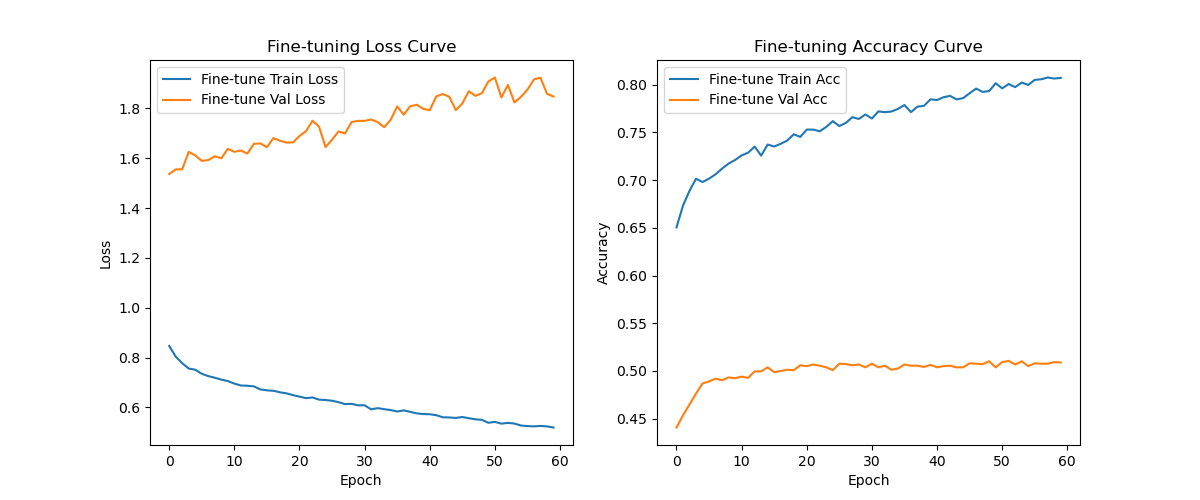 Fine-tuning Loss Curve
Fine-tune Train Loss
Fine-tune Val Loss
1.8
1.6
1.4
1.2
1.0
0.8
0.6
Loss
0 10 20 30 40 50 60
Epoch
Fine-tuning Accuracy Curve
Fine-tune Train Acc
Fine-tune Val Acc
0.80
0.75
0.70
0.65
0.60
0.55
0.50
0.45
Accuracy
0 10 20 30 40 50 60
Epoch